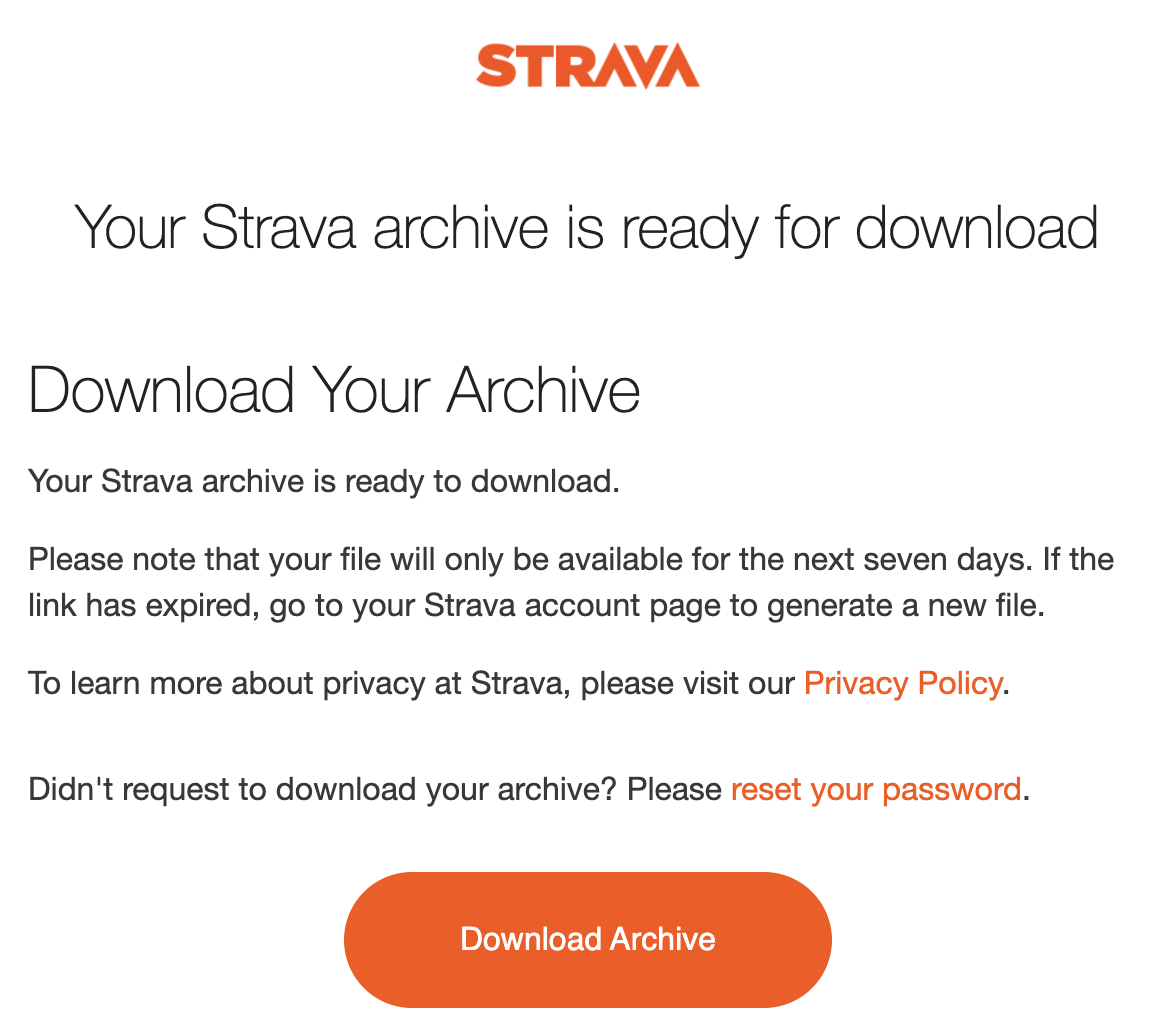 STRAVA
Your Strava archive is ready for download
Download Your Archive
Your Strava archive is ready to download.
Please note that your file will only be available for the next seven days. If the
link has expired, go to your Strava account page to generate a new file.
To learn more about privacy at Strava, please visit our Privacy Policy.
Didn't request to download your archive? Please reset your password.
Download Archive